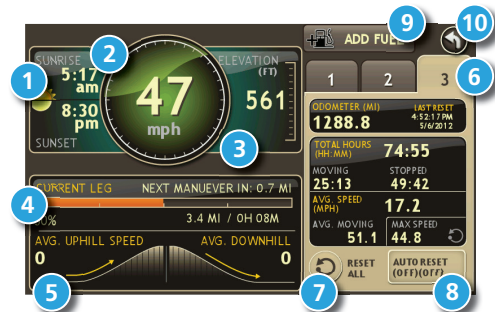 9
10
ADD FUEL
SUNRISE
2
ELEVATION
(FT)
1
5:17
am
47
mph
561
8:30
pm
SUNSET
3
1
2
3
6
ODOMETER (MI)
LAST RESET
1288.8
4:52:17 PM
5/6/2012
TOTAL HOURS
(HH:MM)
74:55
MOVING
STOPPED
25:13
49:42
AVG. SPEED
(MPH)
17.2
AVG. MOVING
MAX SPEED
51.1
44.8
CURRENT LEG
NEXT MANUEVER IN: 0.7 MI
4
3.4 MI / 0H 08M
AVG. UPHILL SPEED
AVG. DOWNHILL
0
0
5
7
RESET
ALL
AUTO RESET
(OFF)(OFF)
8